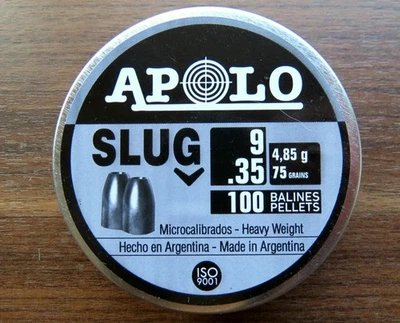 APOLO
SLUG
9
.35
4,85 g
75 GRAINS
100 BALINES PELLETS
Microcalibrados - Heavy Weight
Hecho en Argentina - Made in Argentina
ISO
9001